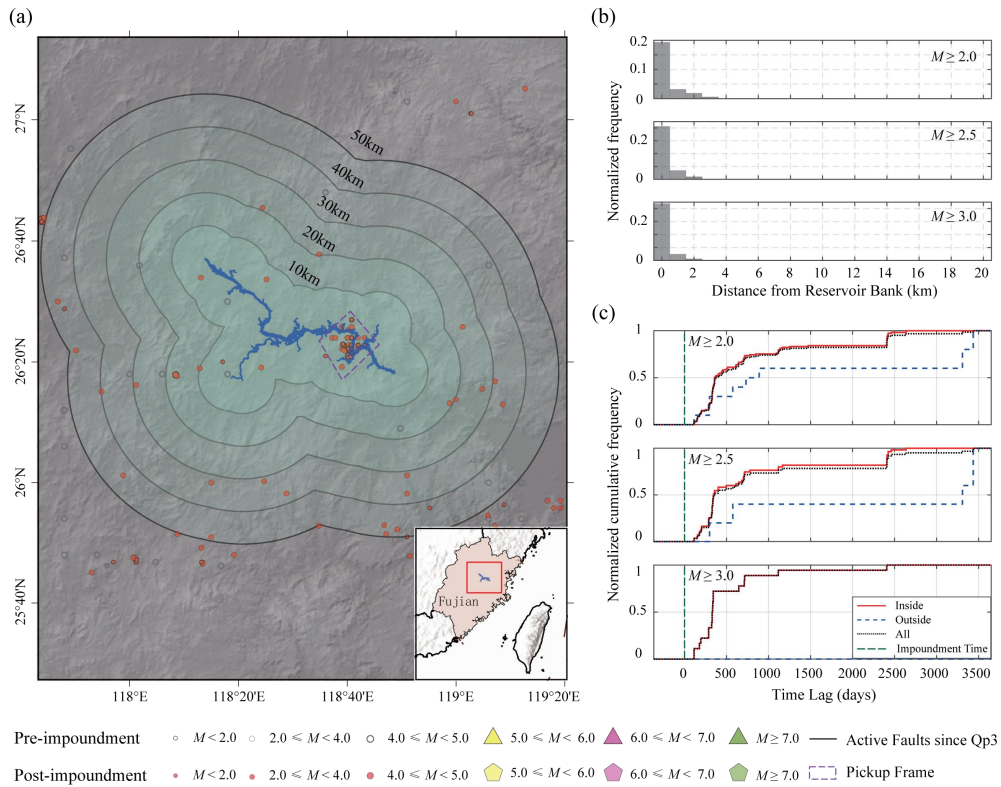 (a)
27°N
26°40′N
26°20′N
26°N
25°40′N
50km
40km
30km
20km
10km
Fujian
118°E
118°20′E
118°40′E
119°E
119°20′E
(b)
Normalized frequency
0.2
0.1
0
M ≥ 2.0
0.2
0
M ≥ 2.5
0.2
0
M ≥ 3.0
0 2 4 6 8 10 12 14 16 18 20
Distance from Reservoir Bank (km)
(c)
Normalized cumulative frequency
1
0.5
0
M ≥ 2.0
1
0.5
0
M ≥ 2.5
0.5
0
M ≥ 3.0
Inside
Outside
All
Impoundment Time
0 500 1000 1500 2000 2500 3000 3500
Time Lag (days)
Pre-impoundment M < 2.0 2.0 ⩽ M < 4.0 4.0 ⩽ M < 5.0 5.0 ⩽ M < 6.0 6.0 ⩽ M < 7.0 M ≥ 7.0 Active Faults since Qp3
Post-impoundment M < 2.0 2.0 ⩽ M < 4.0 4.0 ⩽ M < 5.0 5.0 ⩽ M < 6.0 6.0 ⩽ M < 7.0 M ≥ 7.0 Pickup Frame